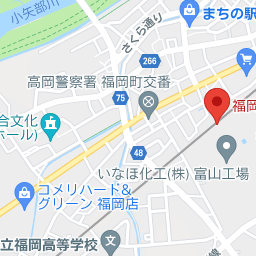 小矢部川
さくら通り
まちの駅
266
高岡警察署 福岡町交番
75
福岡
合文化
ホール)
48
いなほ化工(株) 富山工場
コメリハード&
グリーン 福岡店
立福岡高等学校